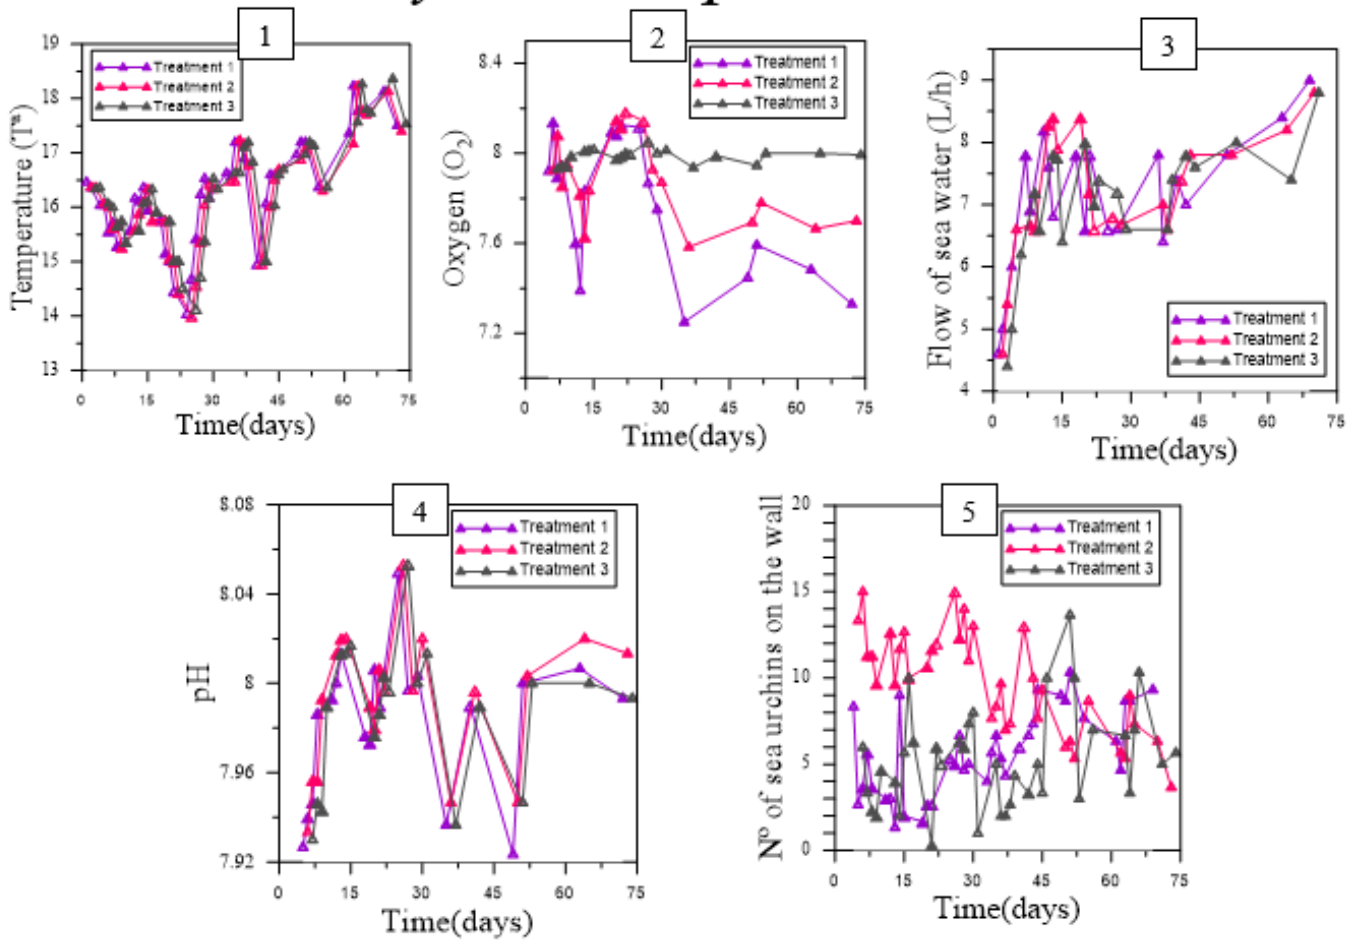 1
19
18
17
16
15
14
13
Temperature (Tª)
Treatment 1
Treatment 2
Treatment 3
0 15 30 45 60 75
Time(days)
2
8.4
8
7.6
7.2
Oxygen (O2)
Treatment 1
Treatment 2
Treatment 3
0 15 30 45 60 75
Time(days)
3
9
8
7
6
5
4
Flow of sea water (L/h)
Treatment 1
Treatment 2
Treatment 3
0 15 30 45 60 75
Time(days)
4
8.08
8.04
8
7.96
7.92
pH
Treatment 1
Treatment 2
Treatment 3
0 15 30 45 60 75
Time(days)
5
20
15
10
5
0
Nº of sea urchins on the wall
Treatment 1
Treatment 2
Treatment 3
0 15 30 45 60 75
Time(days)